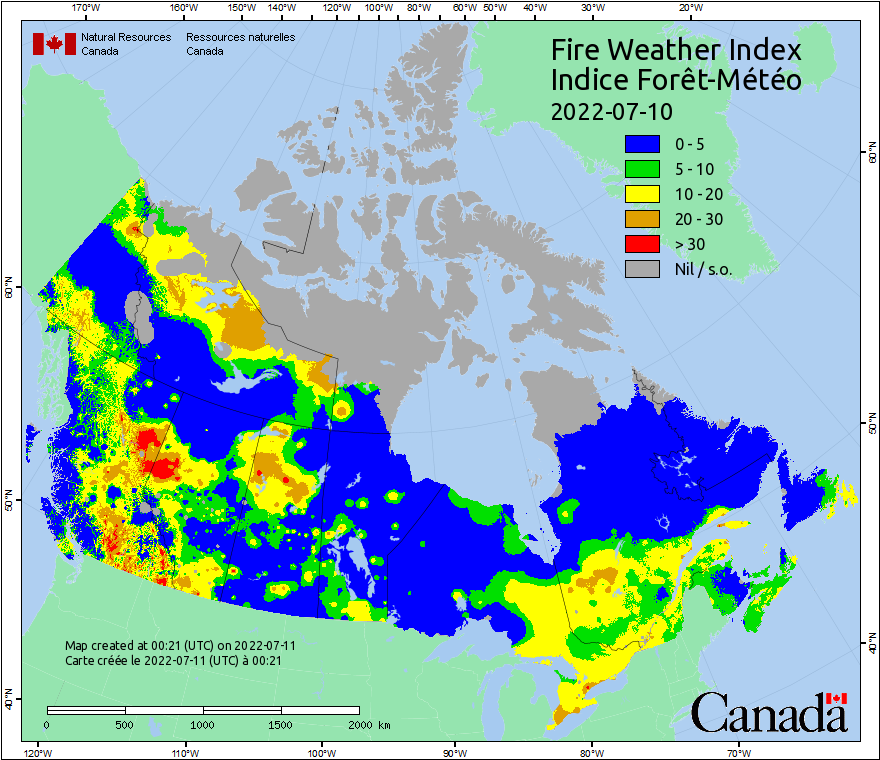 170°W 160°W 150°W 140°W 130°W 120°W 110°W 100°W 90°W 80°W 70°W 60°W 50°W 40°W 30°W 20°W
Natural Resources Ressources naturelles
Canada Canada
Fire Weather Index
Indice Forêt-Météo
2022-07-10
0 - 5
5 - 10
10 - 20
20 - 30
> 30
Nil / s.o.
60°N
60°N
50°N
50°N
40°N
40°N
Map created at 00:21 (UTC) on 2022-07-11
Carte créée le 2022-07-11 (UTC) à 00:21
0 500 1000 1500 2000 km
Canada
120°W 110°W 100°W 90°W 80°W 70°W